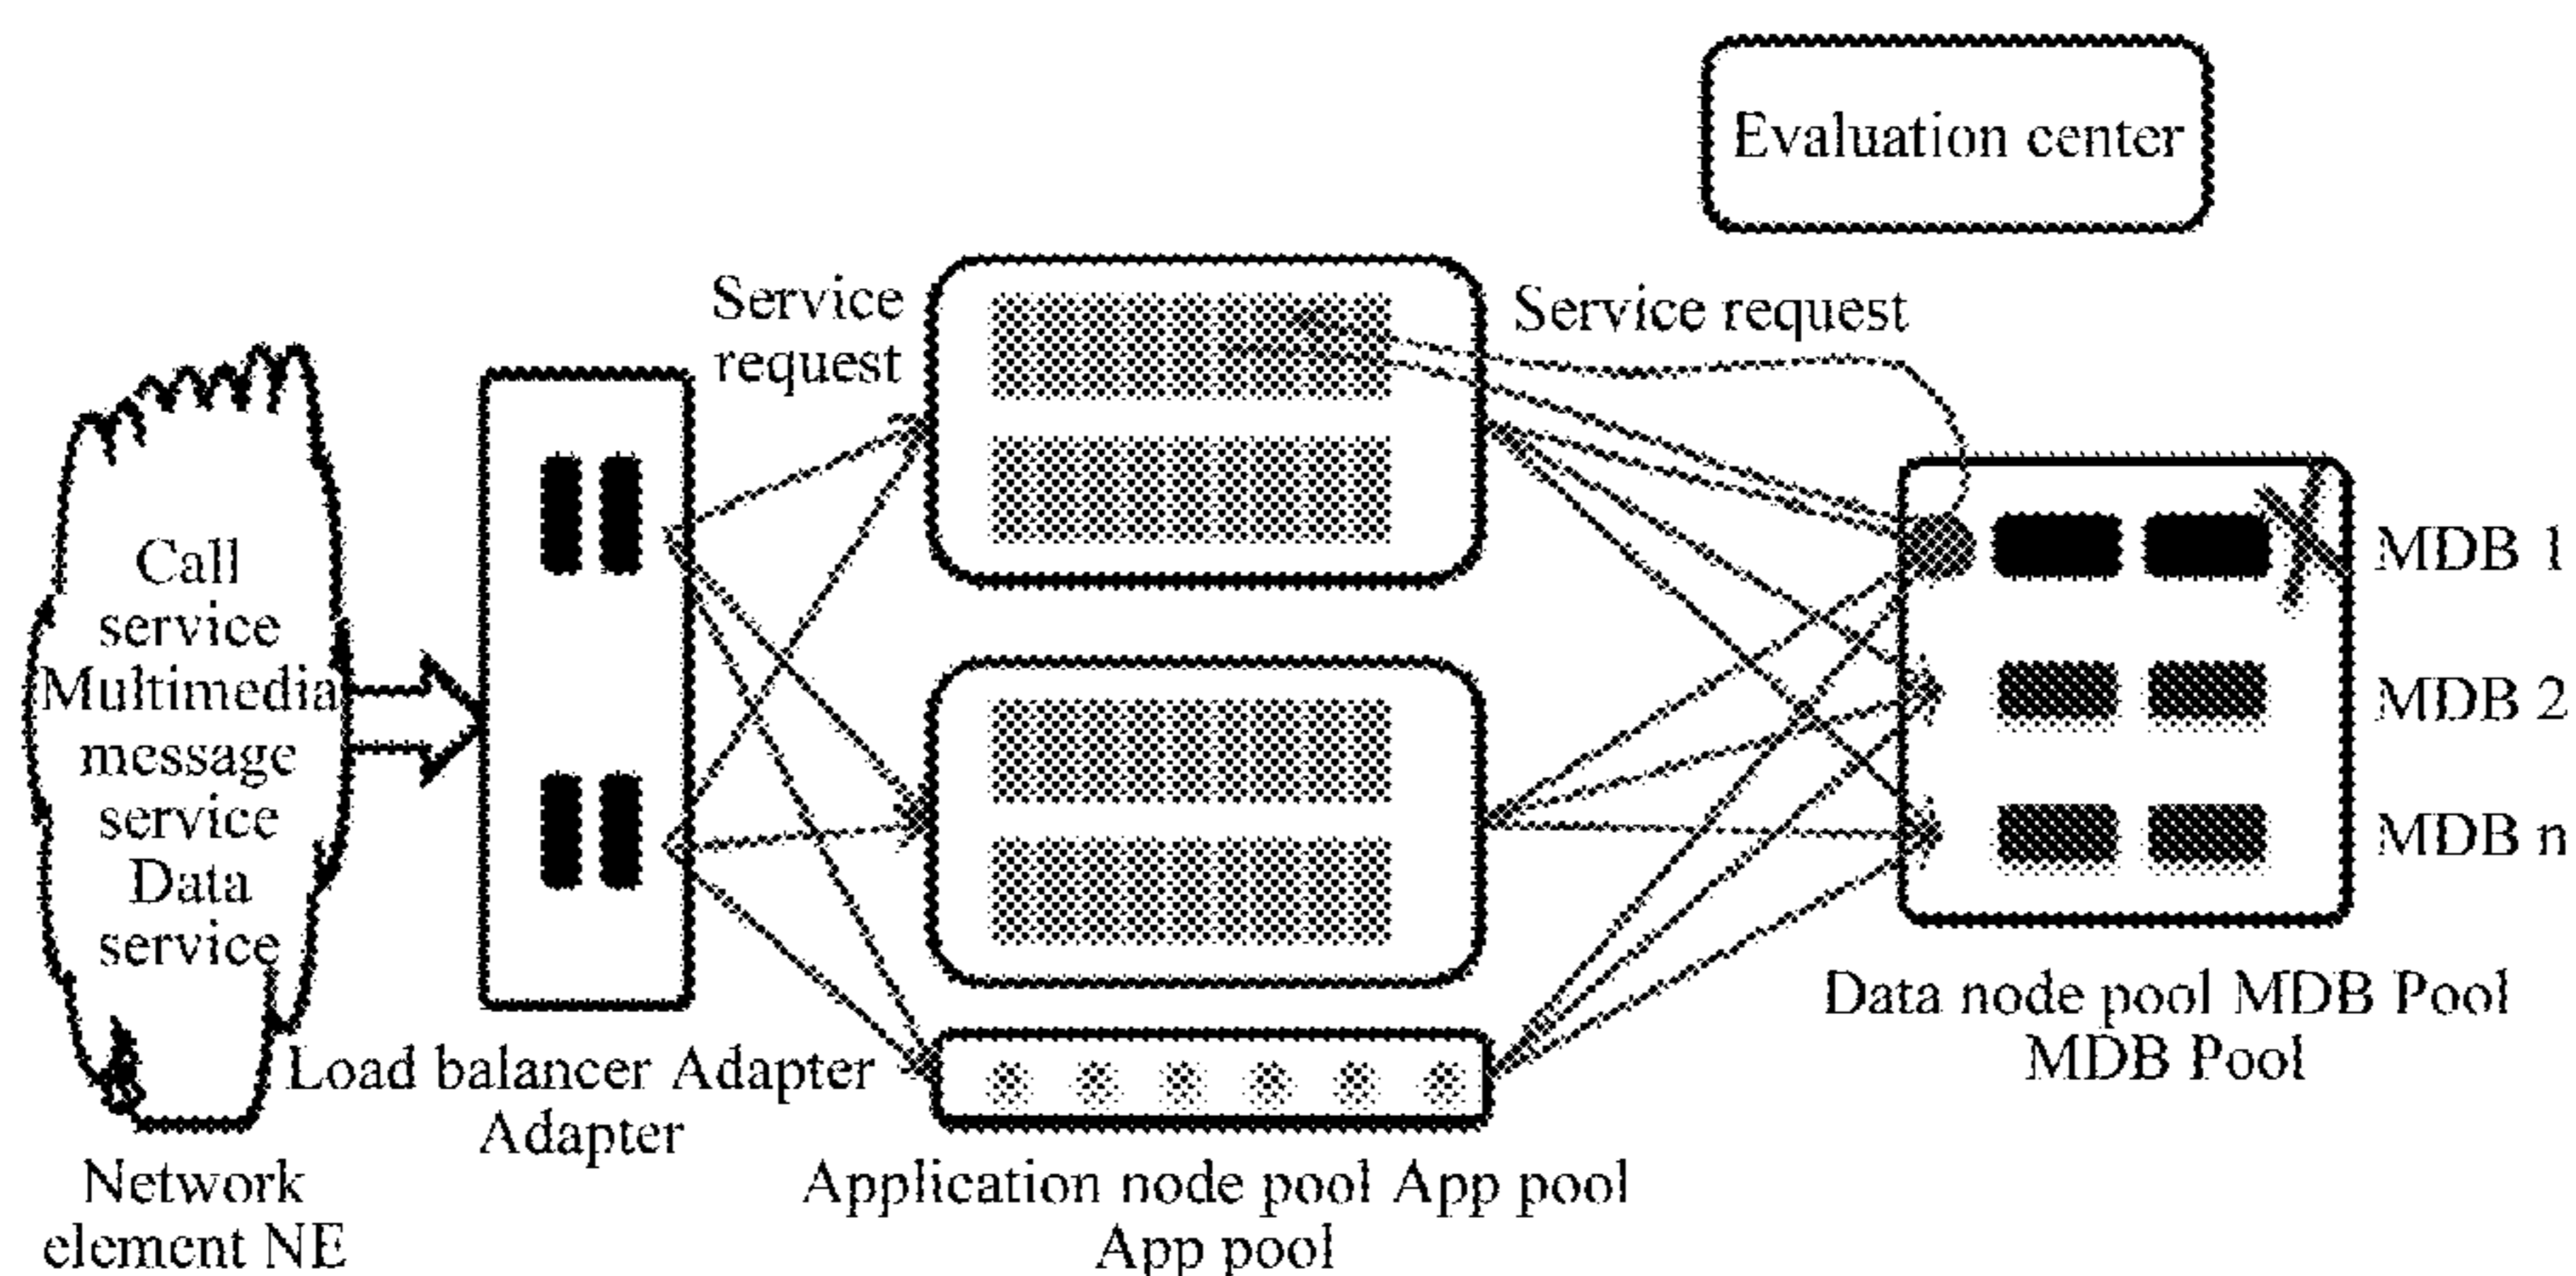 Evaluation center
Service
request
Service request
Call
service
Multimedia
message
service
Data
service
MDB 1
MDB 2
MDB n
Data node pool MDB Pool
MDB Pool
Load balancer Adapter
Adapter
Application node pool App pool
App pool
Network
element NE